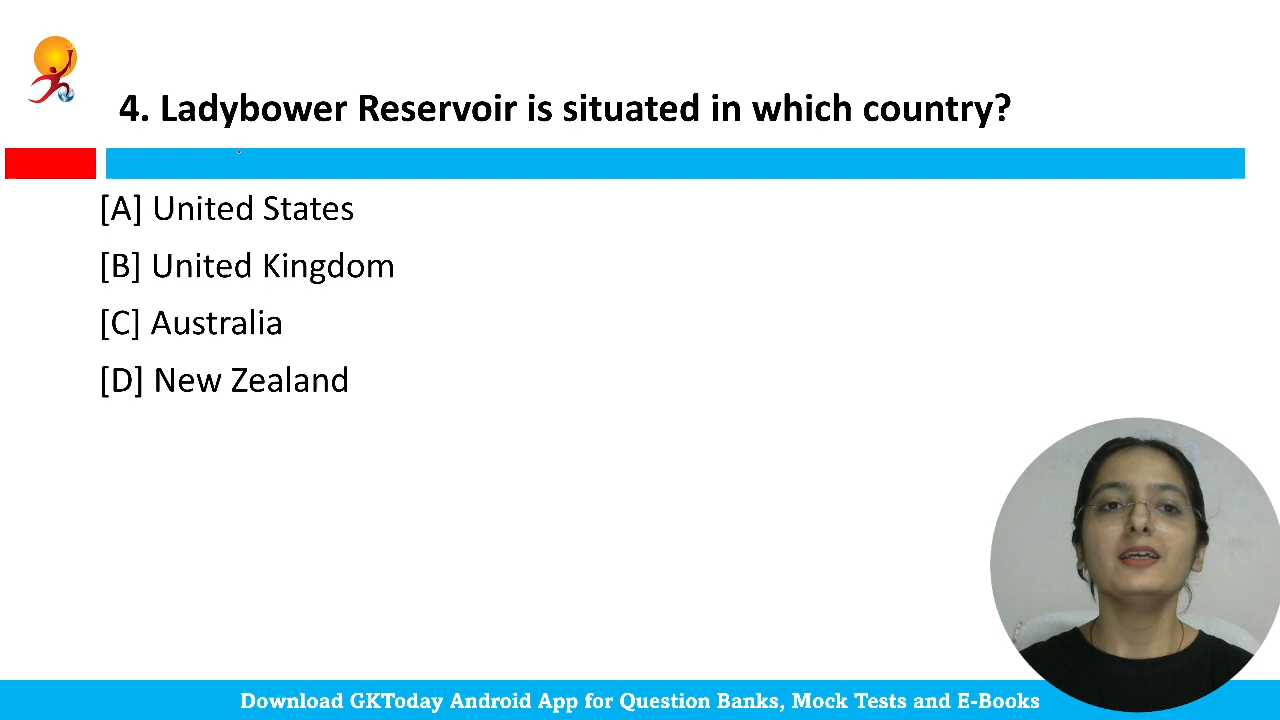 4. Ladybower Reservoir is situated in which country?
[A] United States
[B] United Kingdom
[C] Australia
[D] New Zealand
Download GKToday Android App for Question Banks, Mock Tests and E-Books